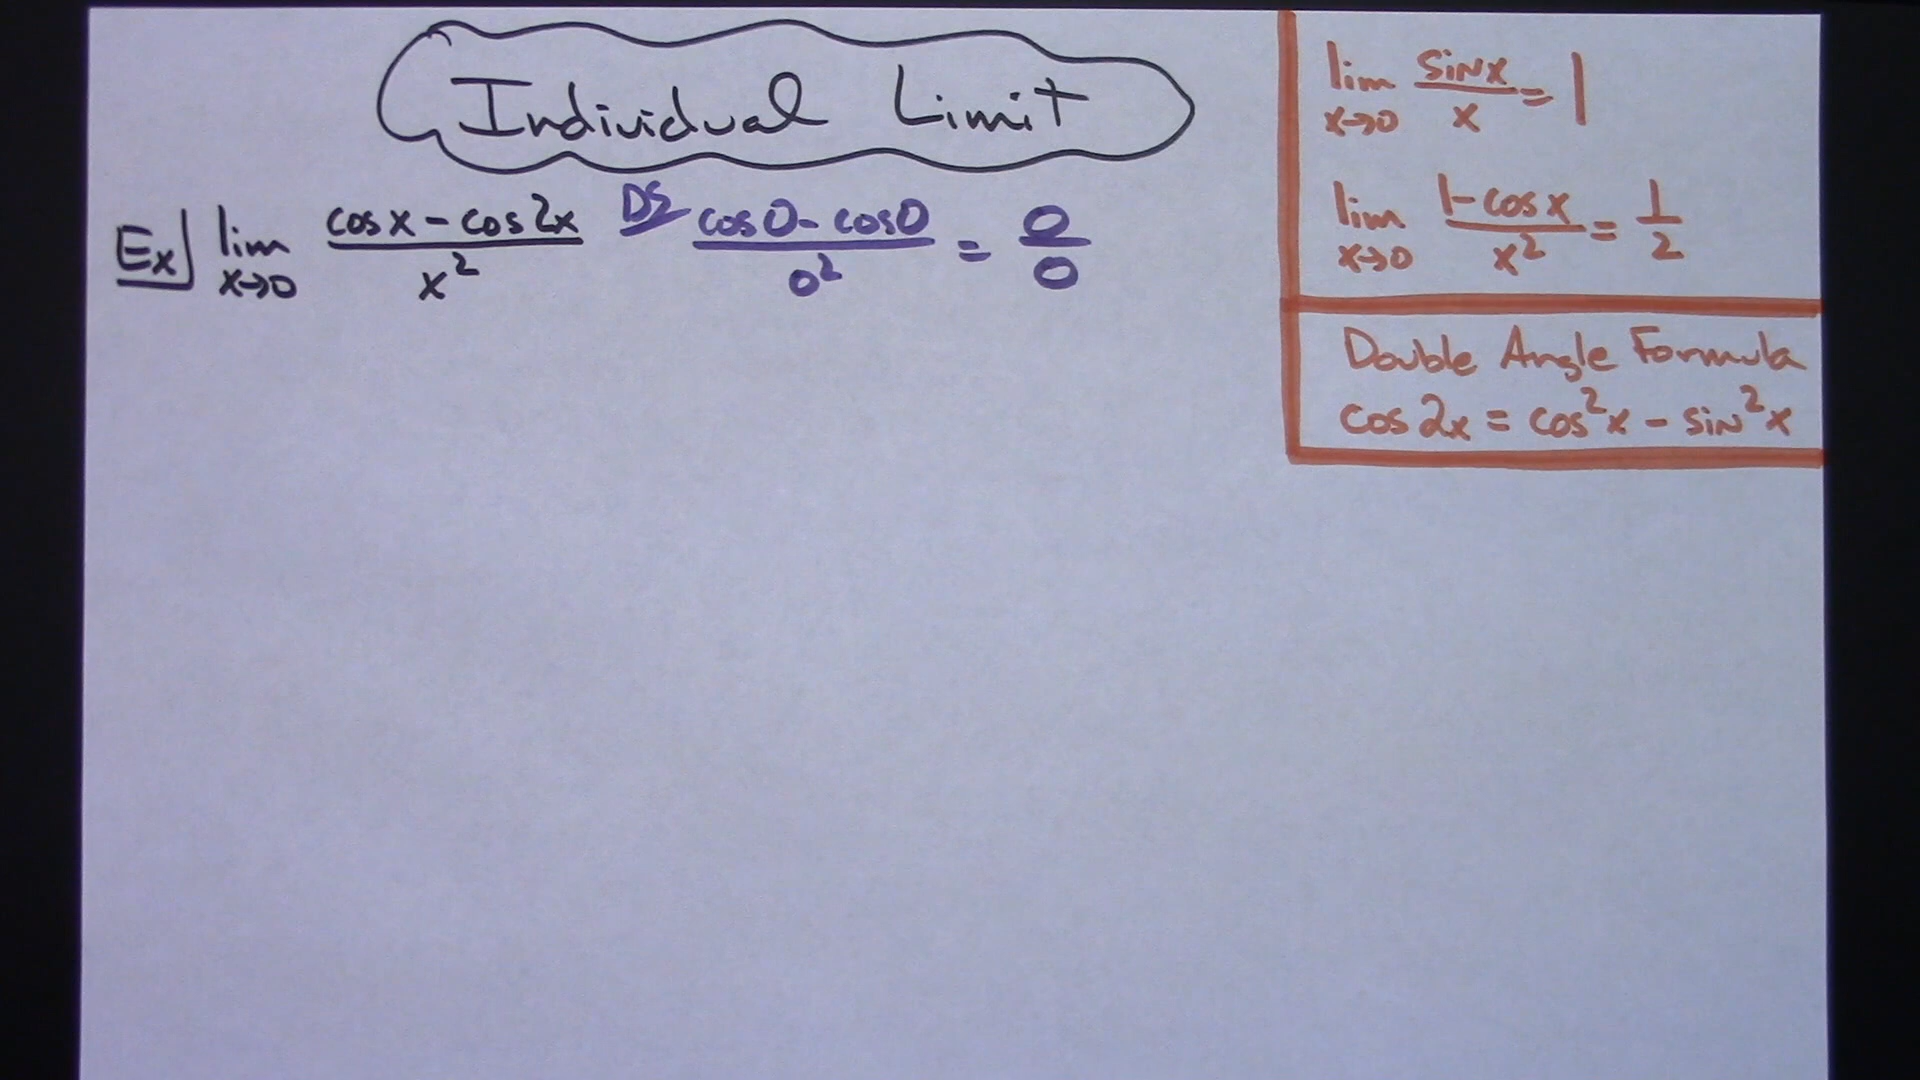 Individual Limit
Ex lim x→0 (cos x - cos 2x)/x² DS (cos 0 - cos 0)/0² = 0/0
lim x→0 sin x/x = 1
lim x→0 (1 - cos x)/x² = 1/2
Double Angle Formula
cos 2x = cos²x - sin²x